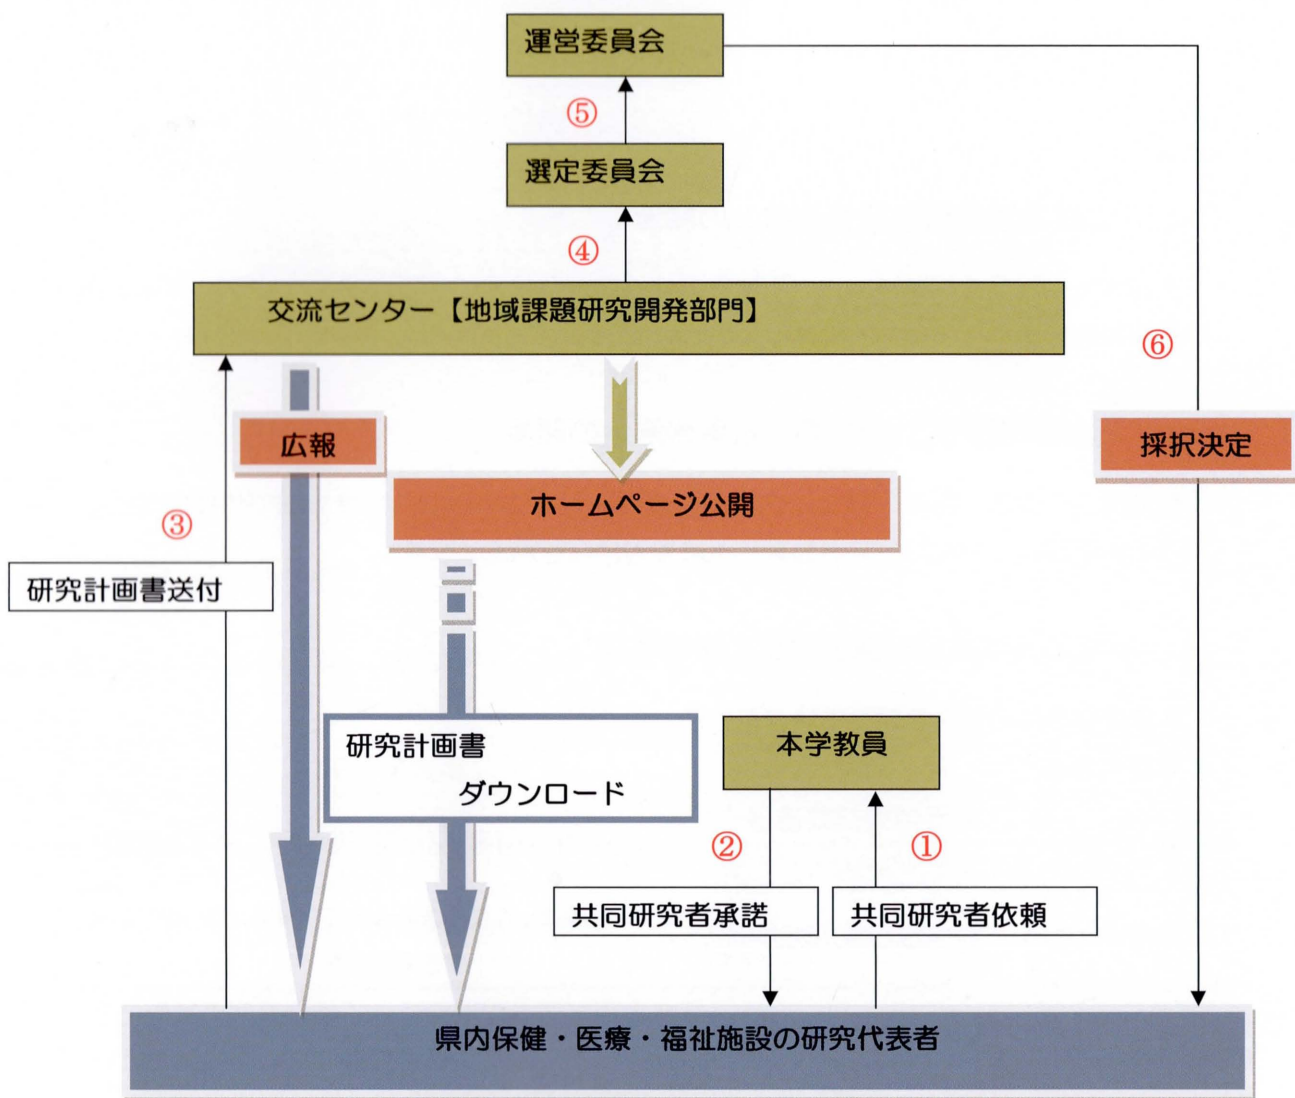 運営委員会
⑤
選定委員会
④
交流センター【地域課題研究開発部門】
⑥
広報
採択決定
ホームページ公開
③
研究計画書送付
研究計画書
ダウンロード
本学教員
②
①
共同研究者承諾
共同研究者依頼
県内保健・医療・福祉施設の研究代表者